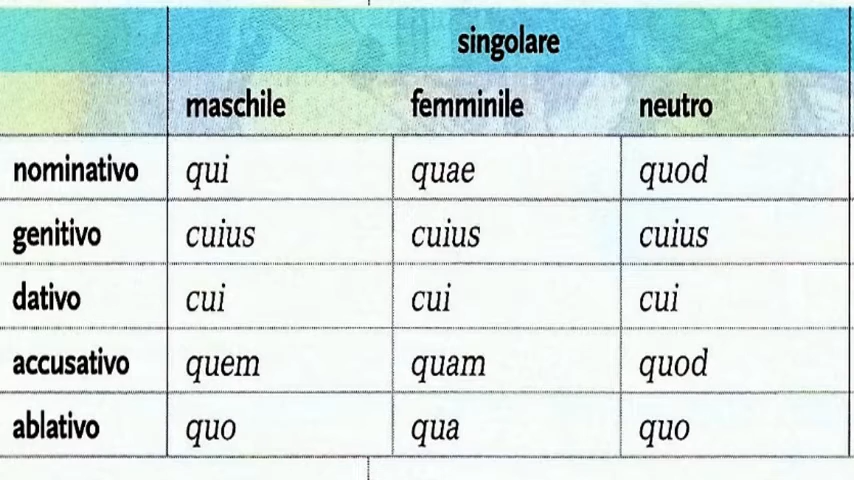 singolare
maschile femminile neutro
nominativo qui quae quod
genitivo cuius cuius cuius
dativo cui cui cui
accusativo quem quam quod
ablativo quo qua quo